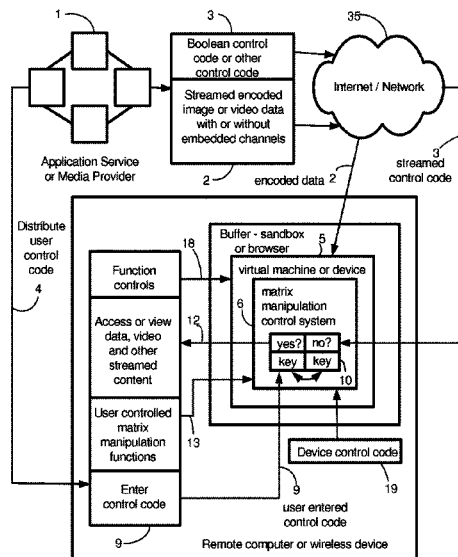 1
3
35
Boolean control
code or other
control code
Internet / Network
Streamed encoded
image or video data
with or without
embedded channels
Application Service
or Media Provider
2
encoded data
2
3
streamed
control code
Distribute
user
control
code
4
18
Buffer - sandbox
or browser
5
virtual machine or device
Function
controls
6
matrix
manipulation
control system
12
Access or view
data, video
and other
streamed
content
yes?
no?
key
key
10
User controlled
matrix
manipulation
functions
13
Device control code
19
Enter
control code
9
9
user entered
control code
Remote computer or wireless device